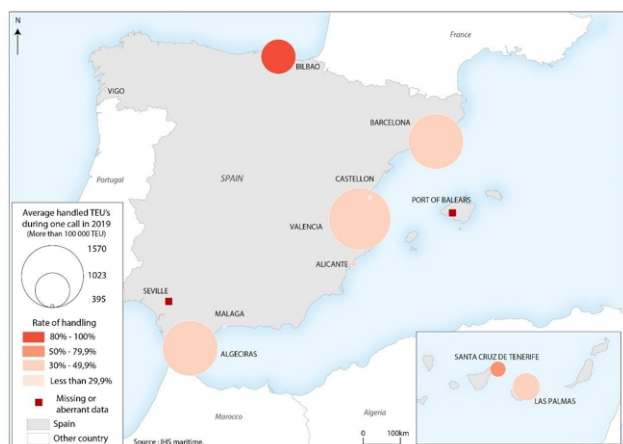 N
France
BILBAO
VIGO
BARCELONA
Portugal
SPAIN
CASTELLON
PORT OF BALEARS
VALENCIA
ALICANTE
SEVILLE
MALAGA
ALGECIRAS
Average handled TEU's
during one call in 2019
(More than 100 000 TEU)
1570
1023
395
Rate of handling
80% - 100%
50% - 79,9%
30% - 49,9%
Less than 29,9%
Missing or
aberrant data
Spain
Other country
Marocco
Algeria
Source : IHS maritime.
0 100km
SANTA CRUZ DE TENERIFE
LAS PALMAS